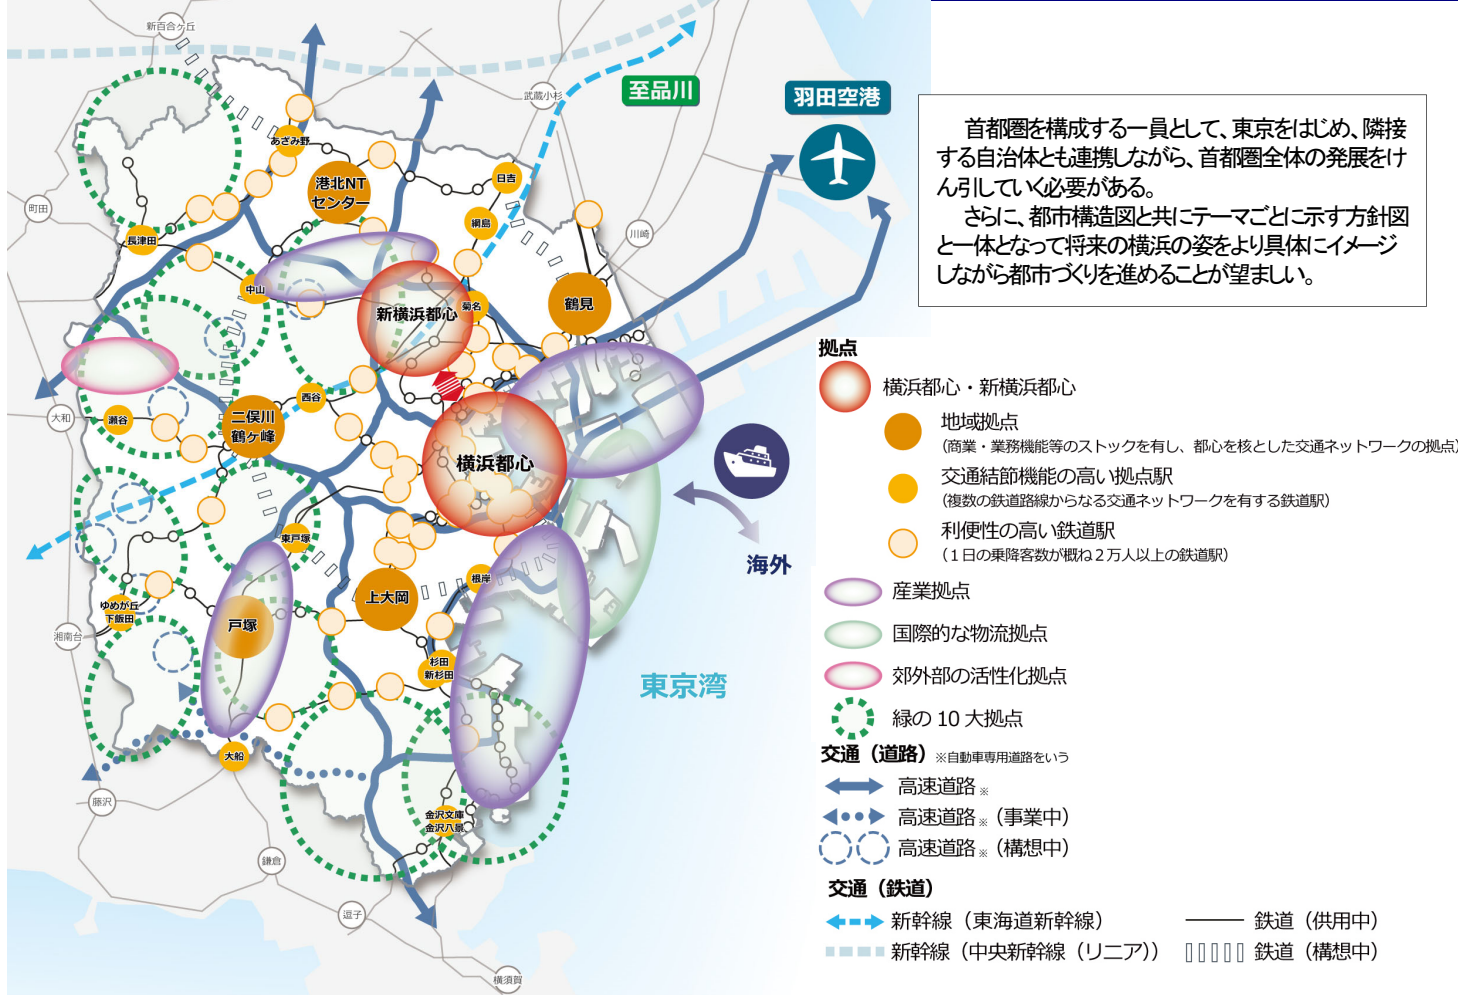 新百合ヶ丘
武蔵小杉
至品川
羽田空港
あざみ野
港北NT
センター
日吉
綱島
町田
長津田
川崎
中山
新横浜都心
菊名
鶴見
大和
瀬谷
二俣川
鶴ケ峰
西谷
横浜都心
海外
東戸塚
根岸
上大岡
ゆめが丘
下飯田
戸塚
湘南台
杉田
新杉田
東京湾
大船
藤沢
金沢文庫
金沢八景
鎌倉
逗子
横須賀
首都圏を構成する一員として、東京をはじめ、隣接
する自治体とも連携しながら、首都圏全体の発展をけ
ん引していく必要がある。
さらに、都市構造図と共にテーマごとに示す方針図
と一体となって将来の横浜の姿をより具体にイメージ
しながら都市づくりを進めることが望ましい。
拠点
横浜都心・新横浜都心
地域拠点
（商業・業務機能等のストックを有し、都心を核とした交通ネットワークの拠点）
交通結節機能の高い拠点駅
（複数の鉄道路線からなる交通ネットワークを有する鉄道駅）
利便性の高い鉄道駅
（１日の乗降客数が概ね２万人以上の鉄道駅）
産業拠点
国際的な物流拠点
郊外部の活性化拠点
緑の 10 大拠点
交通（道路）※自動車専用道路をいう
高速道路※
高速道路※（事業中）
高速道路※（構想中）
交通（鉄道）
新幹線（東海道新幹線）
鉄道（供用中）
新幹線（中央新幹線（リニア））
鉄道（構想中）